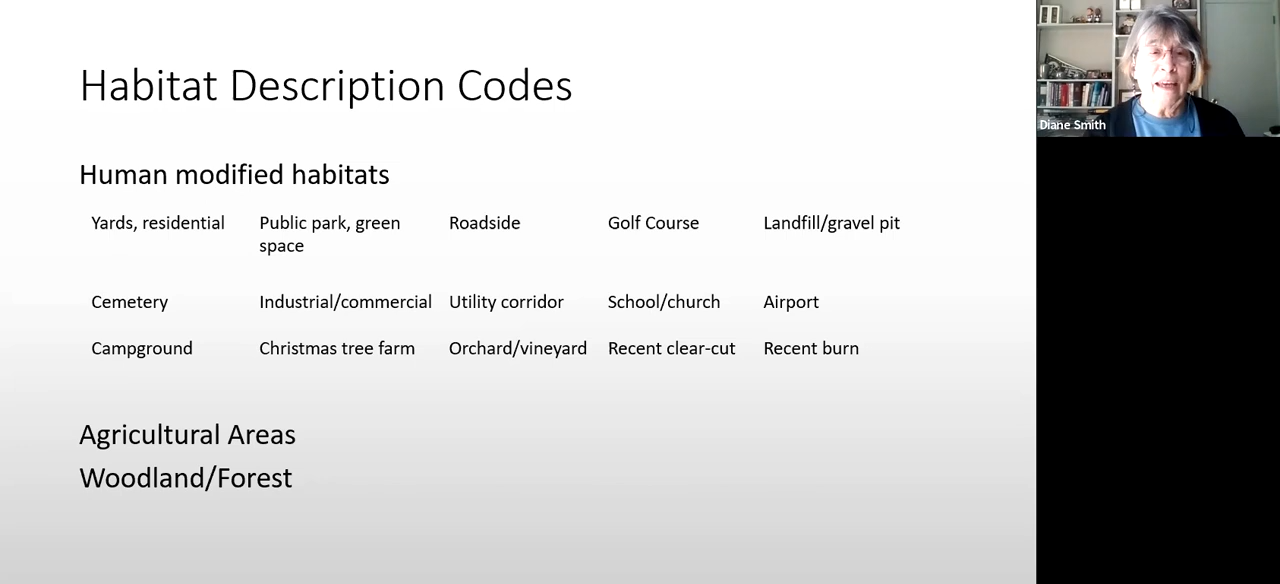 Habitat Description Codes
Diane Smith
Human modified habitats
Yards, residential
Public park, green
space
Roadside
Golf Course
Landfill/gravel pit
Cemetery
Industrial/commercial
Utility corridor
School/church
Airport
Campground
Christmas tree farm
Orchard/vineyard
Recent clear-cut
Recent burn
Agricultural Areas
Woodland/Forest